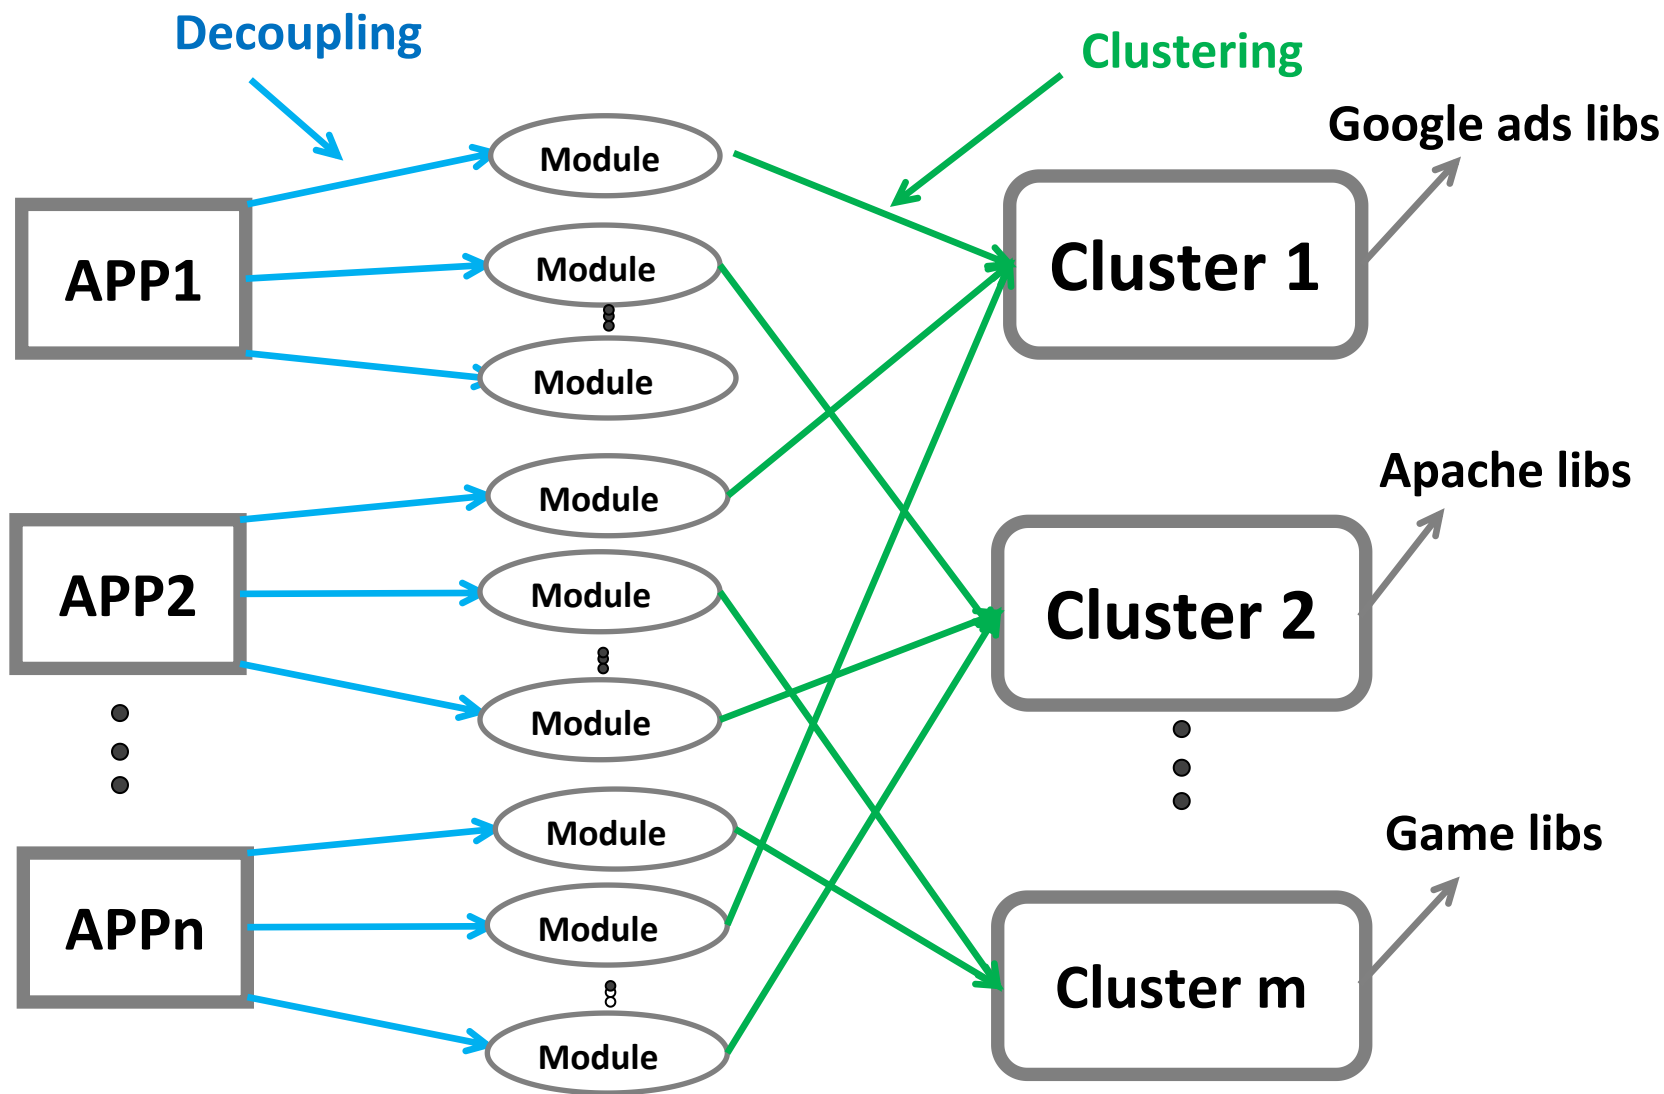 Decoupling
Clustering
Google ads libs
Module
APP1
Module
Cluster 1
Module
Apache libs
Module
APP2
Module
Cluster 2
Module
Game libs
Module
APPn
Module
Cluster m
Module